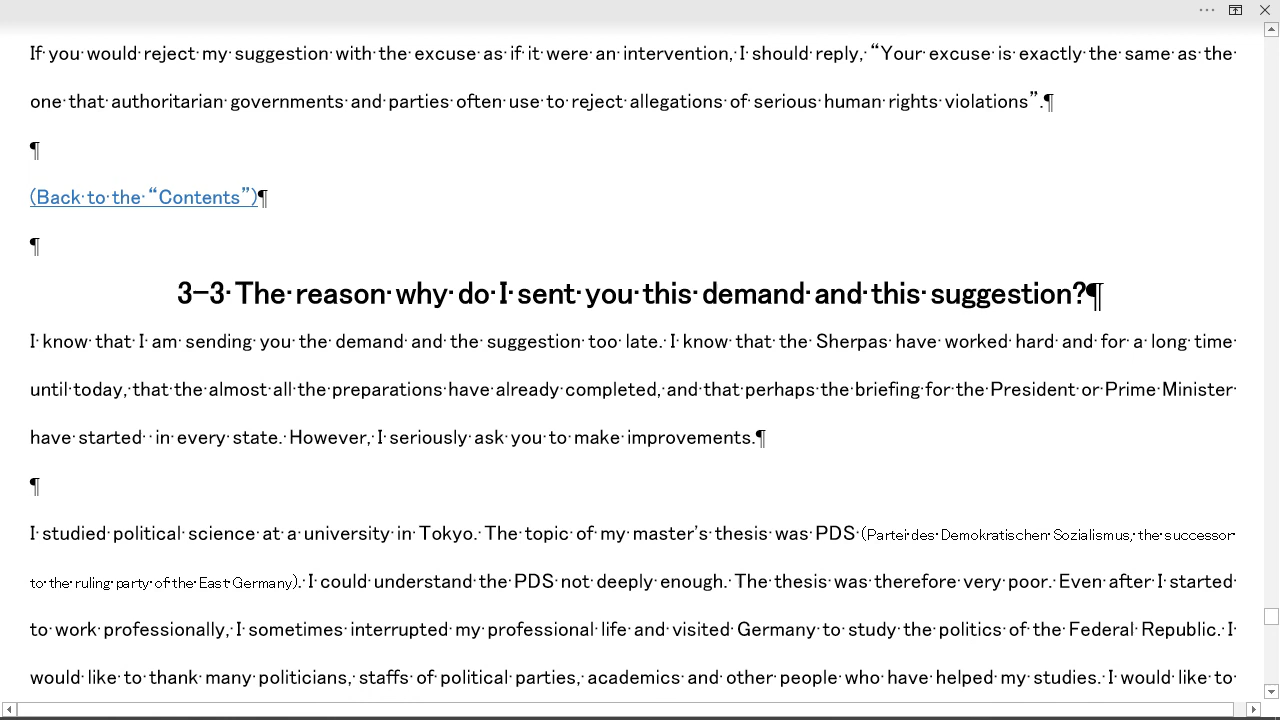 If you would reject my suggestion with the excuse as if it were an intervention, I should reply, “Your excuse is exactly the same as the
one that authoritarian governments and parties often use to reject allegations of serious human rights violations”.
(Back to the “Contents”)
3-3 The reason why do I sent you this demand and this suggestion?
I know that I am sending you the demand and the suggestion too late. I know that the Sherpas have worked hard and for a long time
until today, that the almost all the preparations have already completed, and that perhaps the briefing for the President or Prime Minister
have started  in every state. However, I seriously ask you to make improvements.
I studied political science at a university in Tokyo. The topic of my master’s thesis was PDS (Partei des Demokratischen Sozialismus, the successor
to the ruling party of the East Germany). I could understand the PDS not deeply enough. The thesis was therefore very poor. Even after I started
to work professionally, I sometimes interrupted my professional life and visited Germany to study the politics of the Federal Republic. I
would like to thank many politicians, staffs of political parties, academics and other people who have helped my studies. I would like to